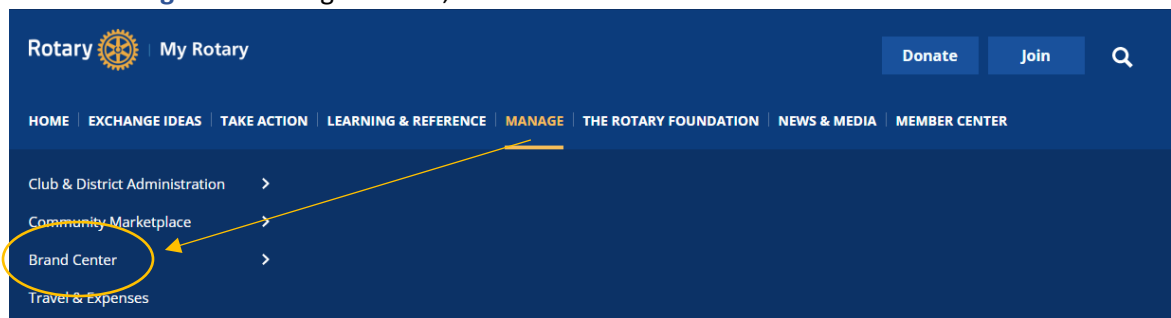 Rotary | My Rotary
Donate Join
HOME | EXCHANGE IDEAS | TAKE ACTION | LEARNING & REFERENCE | MANAGE | THE ROTARY FOUNDATION | NEWS & MEDIA | MEMBER CENTER
Club & District Administration
Community Marketplace
Brand Center
Travel & Expenses